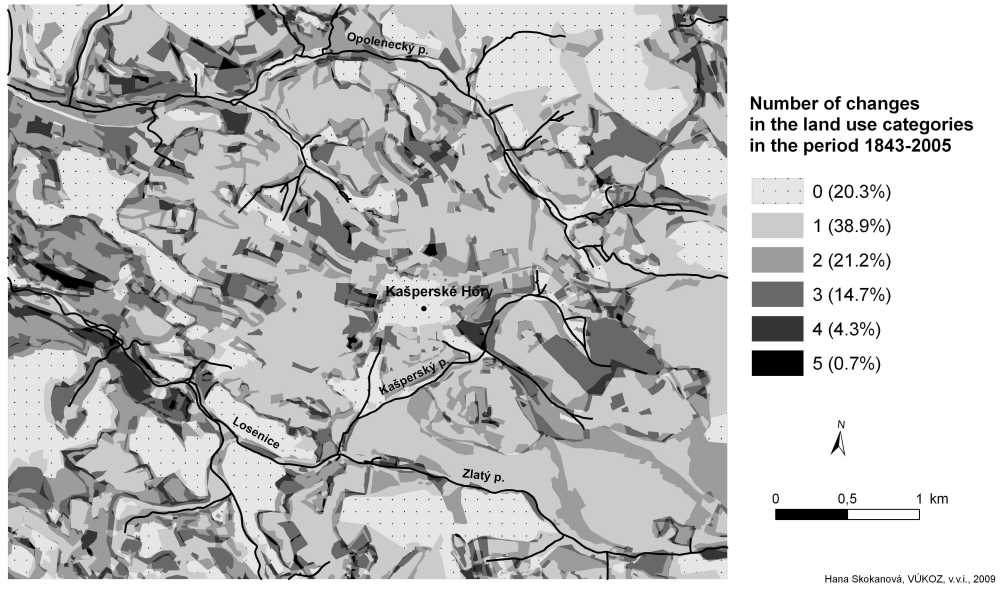 Opolenecký p.
Kašperské Hory
Kašperský p.
Losenice
Zlatý p.
Number of changes
in the land use categories
in the period 1843-2005
0 (20.3%)
1 (38.9%)
2 (21.2%)
3 (14.7%)
4 (4.3%)
5 (0.7%)
N
0 0,5 1 km
Hana Skokanová, VÚKOZ, v.v.i., 2009